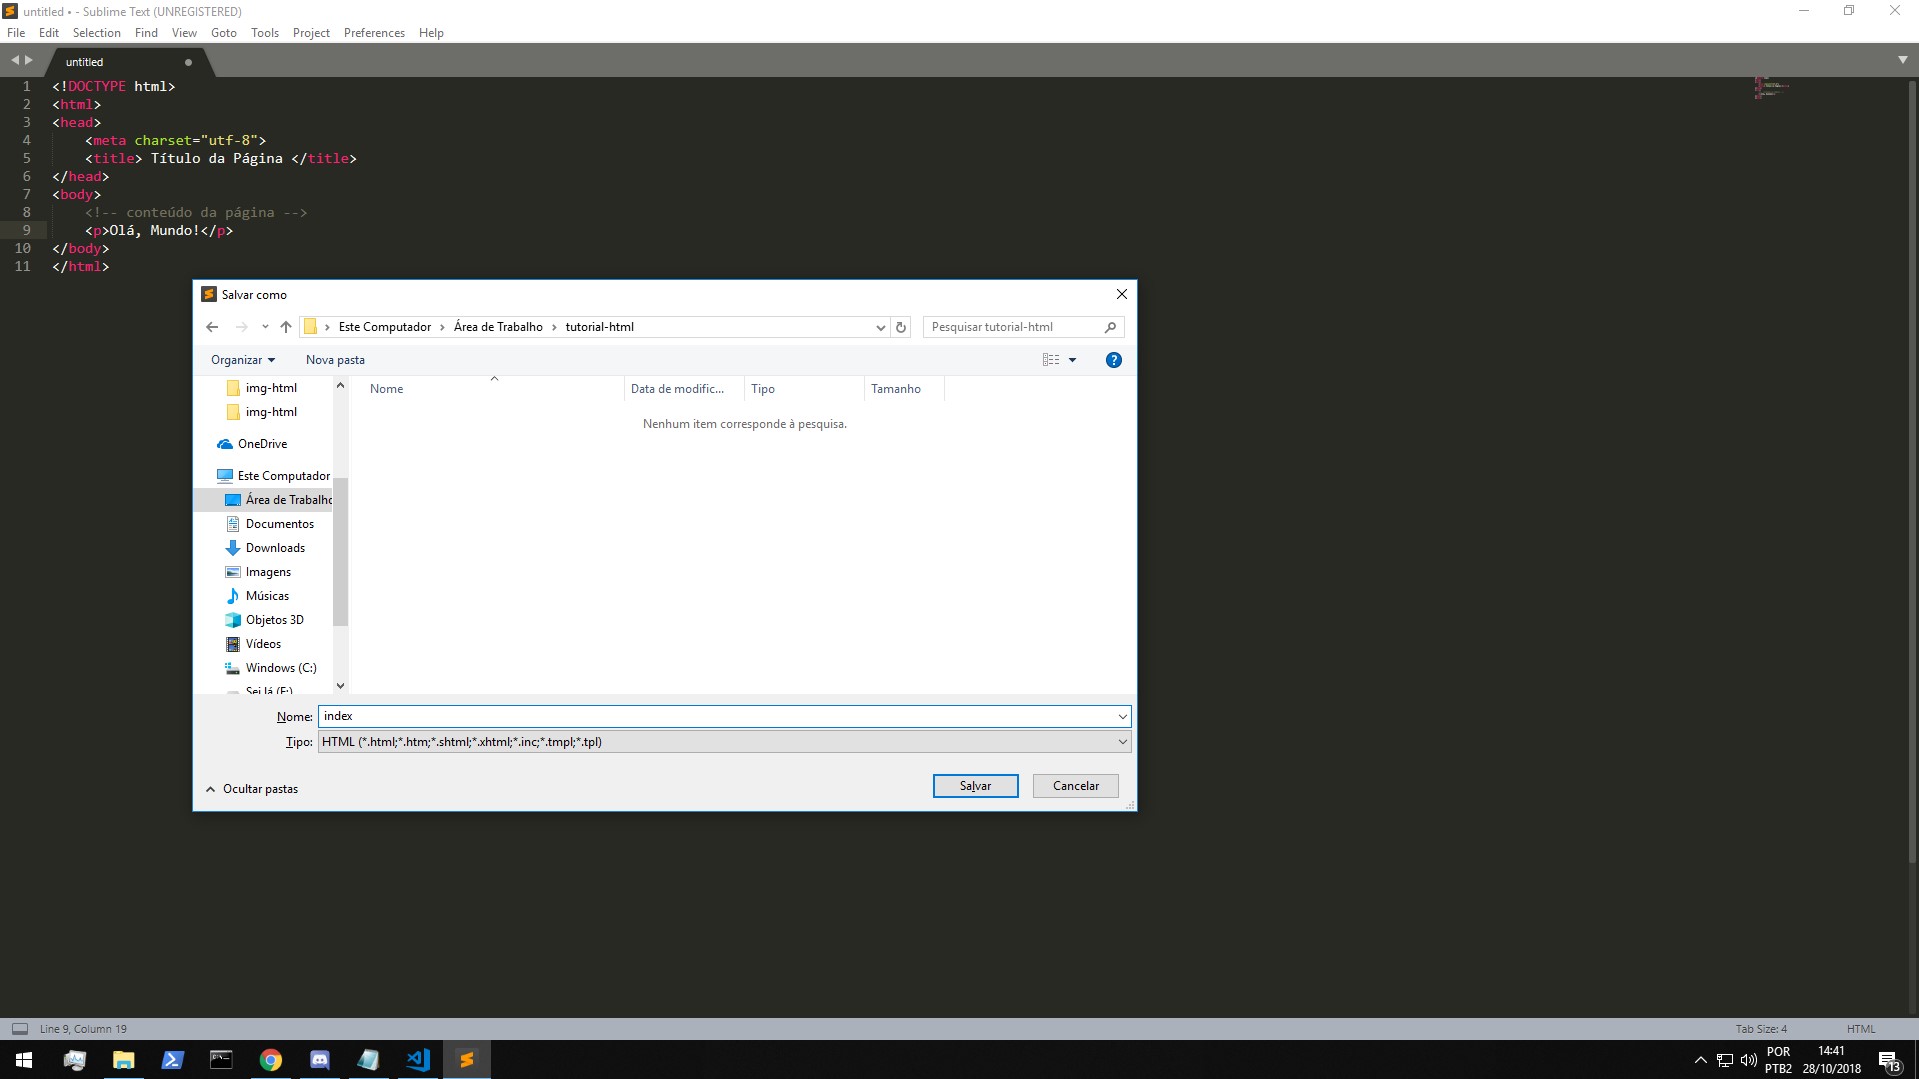 untitled • - Sublime Text (UNREGISTERED)
File Edit Selection Find View Goto Tools Project Preferences Help
untitled
1 <!DOCTYPE html>
2 <html>
3 <head>
4 <meta charset="utf-8">
5 <title> Título da Página </title>
6 </head>
7 <body>
8 <!-- conteúdo da página -->
9 <p>Olá, Mundo!</p>
10 </body>
11 </html>
Salvar como
Este Computador › Área de Trabalho › tutorial-html
Pesquisar tutorial-html
Organizar Nova pasta
?
img-html
img-html
OneDrive
Este Computador
Área de Trabalho
Documentos
Downloads
Imagens
Músicas
Objetos 3D
Vídeos
Windows (C:)
Sei lá (F:)
Nome Data de modific... Tipo Tamanho
Nenhum item corresponde à pesquisa.
Nome: index
Tipo: HTML (*.html;*.htm;*.shtml;*.xhtml;*.inc;*.tmpl;*.tpl)
Ocultar pastas
Salvar Cancelar
Line 9, Column 19
Tab Size: 4 HTML
POR
PTB2
14:41
28/10/2018
13